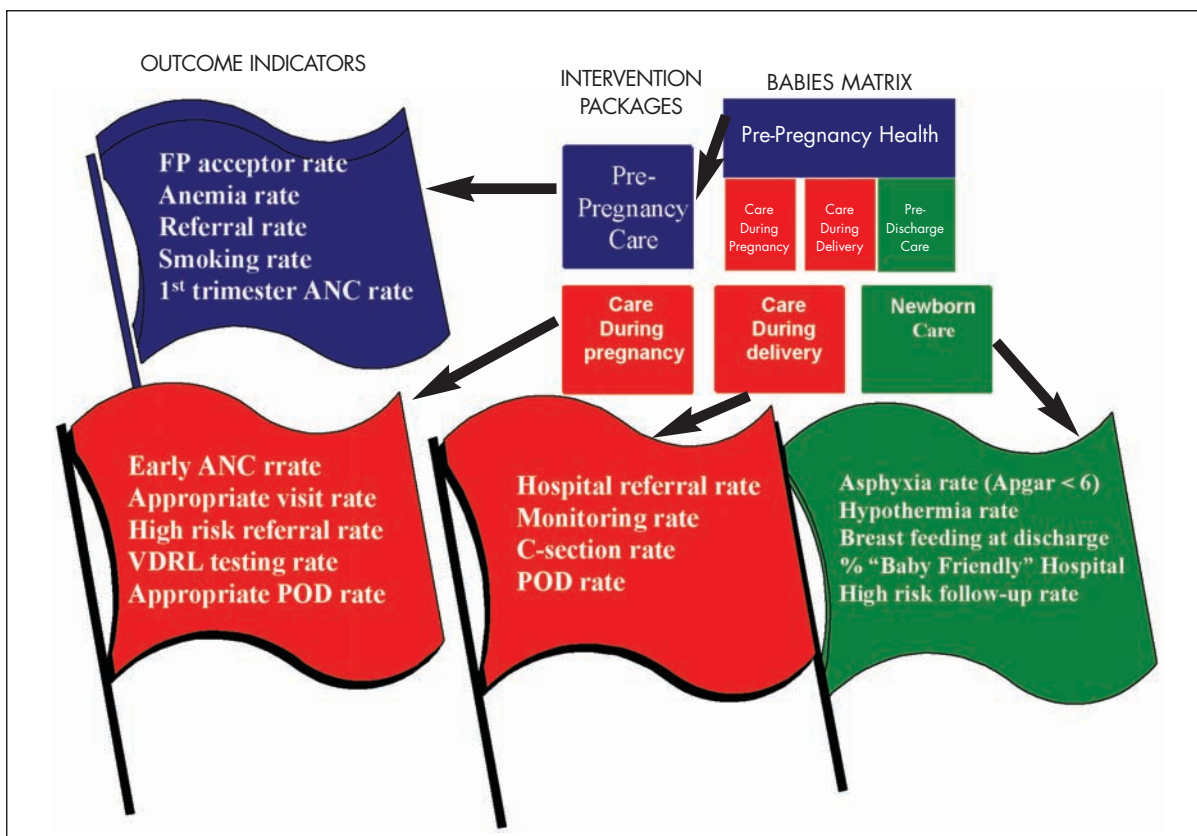 OUTCOME INDICATORS
INTERVENTION
PACKAGES
BABIES MATRIX
Pre-Pregnancy Health
Care
During
Pregnancy
Care
During
Delivery
Pre-
Discharge
Care
Pre-
Pregnancy
Care
FP acceptor rate
Anemia rate
Referral rate
Smoking rate
1st trimester ANC rate
Care
During
pregnancy
Care
During
delivery
Newborn
Care
Early ANC rrate
Appropriate visit rate
High risk referral rate
VDRL testing rate
Appropriate POD rate
Hospital referral rate
Monitoring rate
C-section rate
POD rate
Asphyxia rate (Apgar < 6)
Hypothermia rate
Breast feeding at discharge
% “Baby Friendly” Hospital
High risk follow-up rate